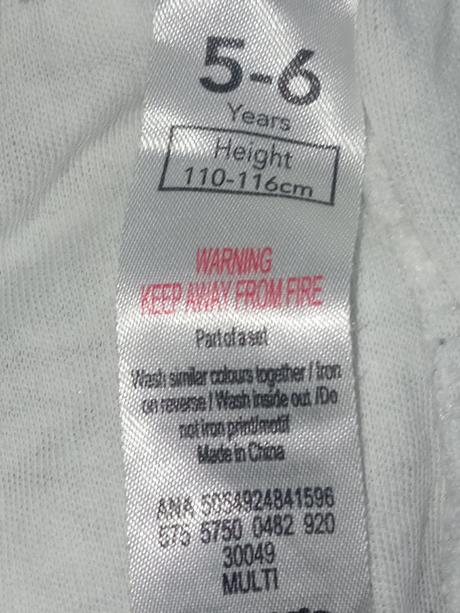 5-6
Years
Height
110-116cm
WARNING
KEEP AWAY FROM FIRE
Part of a set
Wash similar colours together / Iron
on reverse / Wash inside out /Do
not iron print/motif
Made in China
ANA 5054924841596
575 5750 0482 920
30049
MULTI